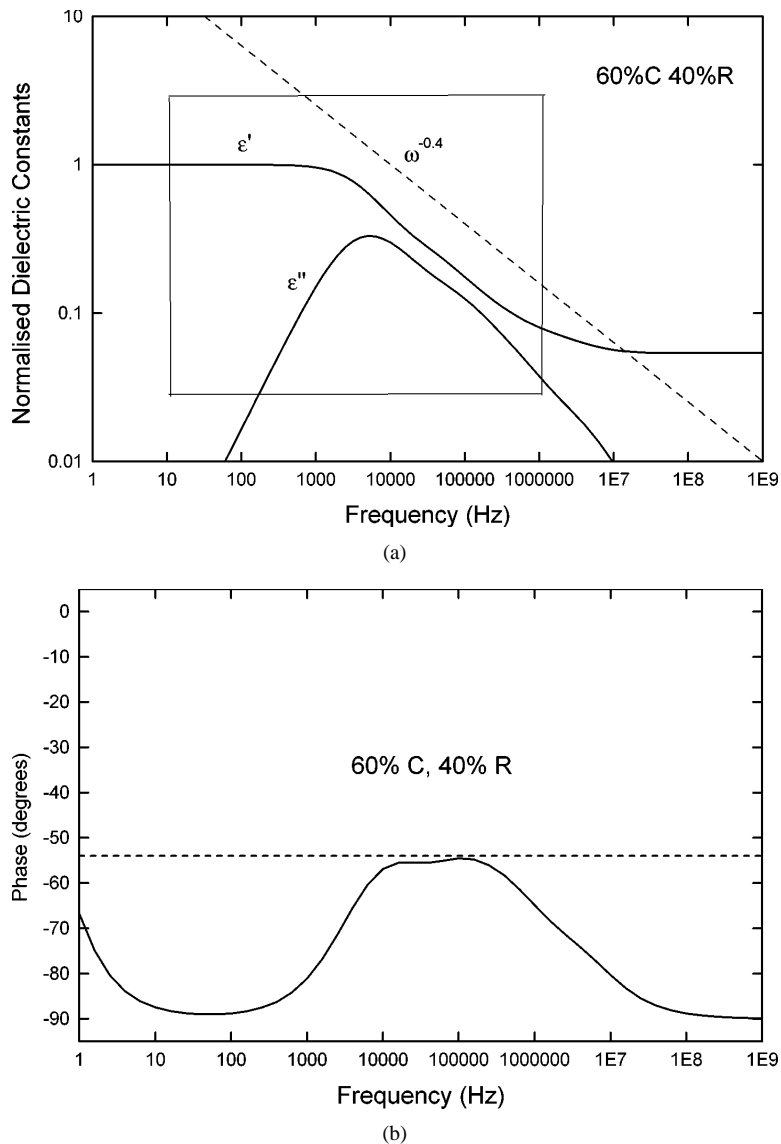 10
1
0.1
0.01
Normalised Dielectric Constants
60%C 40%R
ε'
ω^-0.4
ε"
1 10 100 1000 10000 100000 1000000 1E7 1E8 1E9
Frequency (Hz)
(a)
0
-10
-20
-30
-40
-50
-60
-70
-80
-90
Phase (degrees)
60% C, 40% R
1 10 100 1000 10000 100000 1000000 1E7 1E8 1E9
Frequency (Hz)
(b)